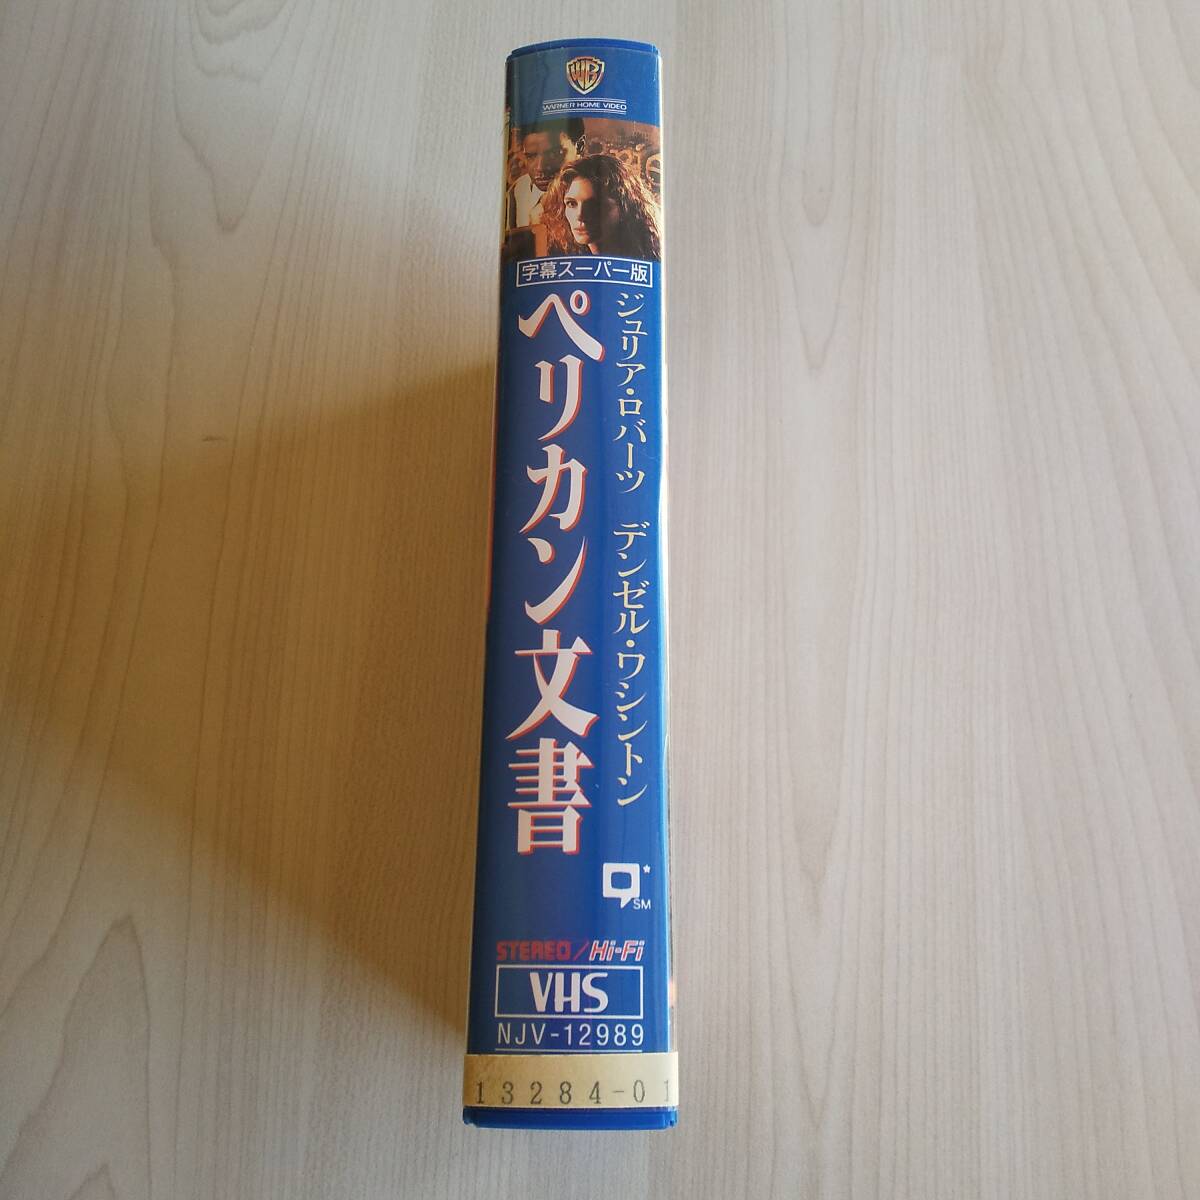 WB
WARNER HOME VIDEO
字幕スーパー版
ジュリア・ロバーツ デンゼル・ワシントン
ペリカン文書
SM
STEREO/Hi-Fi
VHS
NJV-12989
13284-01